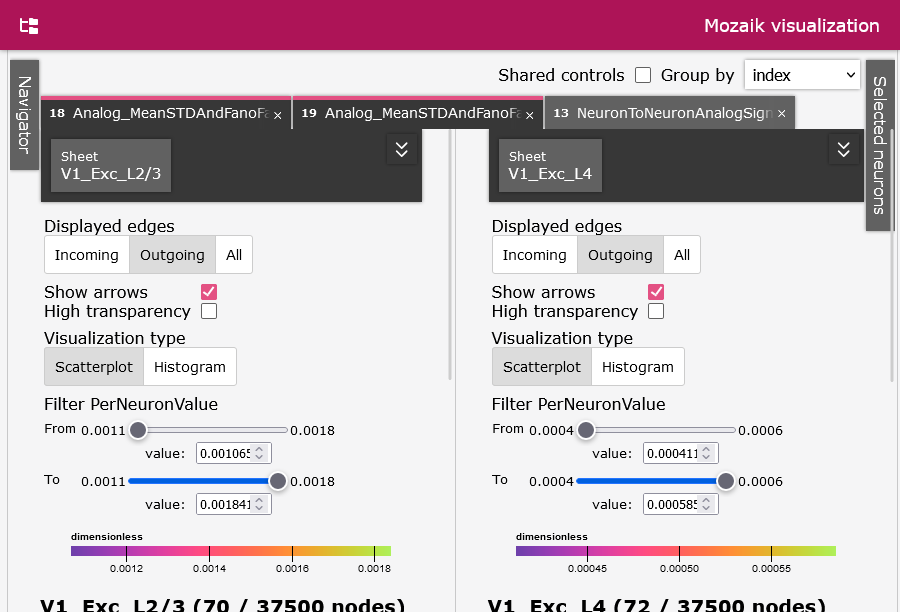 Mozaik visualization
Navigator
Shared controls Group by index
Selected neurons
18 Analog_MeanSTDAndFanoFa × 19 Analog_MeanSTDAndFanoFa × 13 NeuronToNeuronAnalogSign ×
Sheet
V1_Exc_L2/3
Displayed edges
Incoming Outgoing All
Show arrows
High transparency
Visualization type
Scatterplot Histogram
Filter PerNeuronValue
From 0.0011 0.0018
value: 0.001065
To 0.0011 0.0018
value: 0.001841
dimensionless
0.0012 0.0014 0.0016 0.0018
V1_Exc_L2/3 (70 / 37500 nodes)
Sheet
V1_Exc_L4
Displayed edges
Incoming Outgoing All
Show arrows
High transparency
Visualization type
Scatterplot Histogram
Filter PerNeuronValue
From 0.0004 0.0006
value: 0.000411
To 0.0004 0.0006
value: 0.000585
dimensionless
0.00045 0.00050 0.00055
V1_Exc_L4 (72 / 37500 nodes)